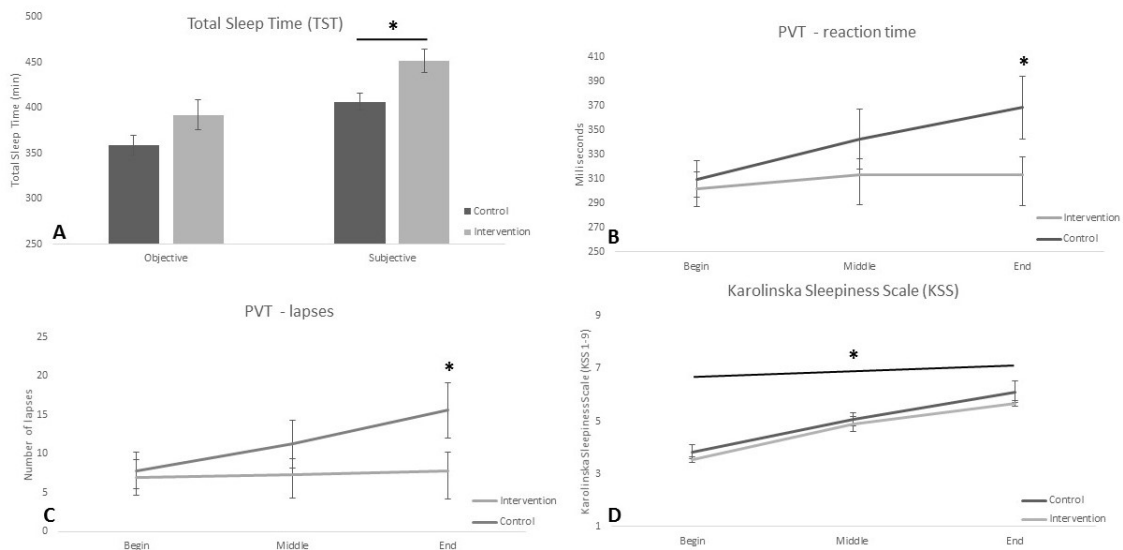 Total Sleep Time (TST)
500
450
400
350
300
250
Total Sleep Time (min)
*
Control
Intervention
A
Objective
Subjective
PVT - reaction time
410
390
370
350
330
310
290
270
250
Miliseconds
*
Intervention
Control
B
Begin
Middle
End
PVT - lapses
25
20
15
10
5
0
Number of lapses
*
Intervention
Control
C
Begin
Middle
End
Karolinska Sleepiness Scale (KSS)
9
7
5
3
1
Karolinska Sleepiness Scale (KSS 1-9)
*
Control
Intervention
D
Begin
Middle
End